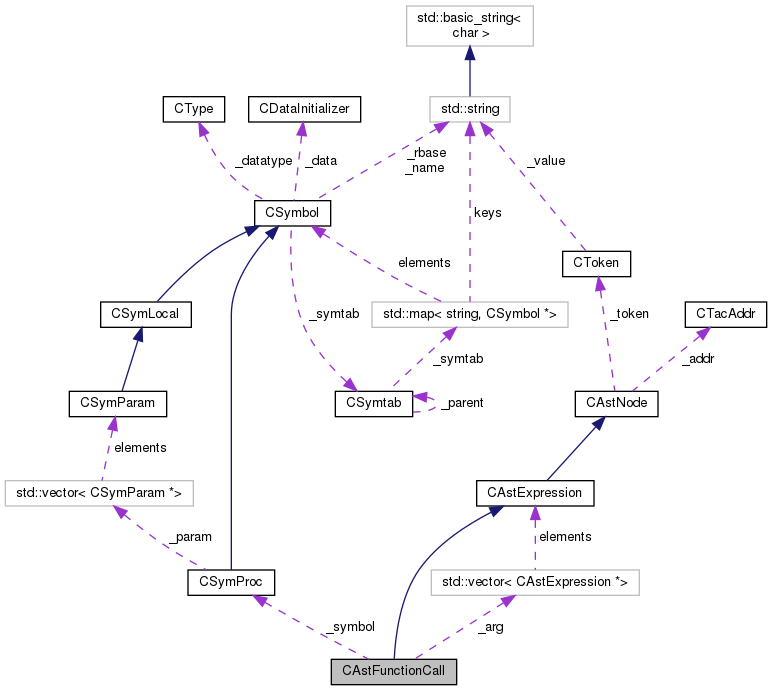 std::basic_string<
char >
CType
CDataInitializer
std::string
_datatype
_data
_rbase
_name
_value
keys
CSymbol
elements
CToken
CSymLocal
_symtab
std::map< string, CSymbol *>
_token
CTacAddr
_symtab
_addr
CSymParam
CSymtab
_parent
CAstNode
elements
std::vector< CSymParam *>
CAstExpression
_param
elements
CSymProc
std::vector< CAstExpression *>
_symbol
_arg
CAstFunctionCall